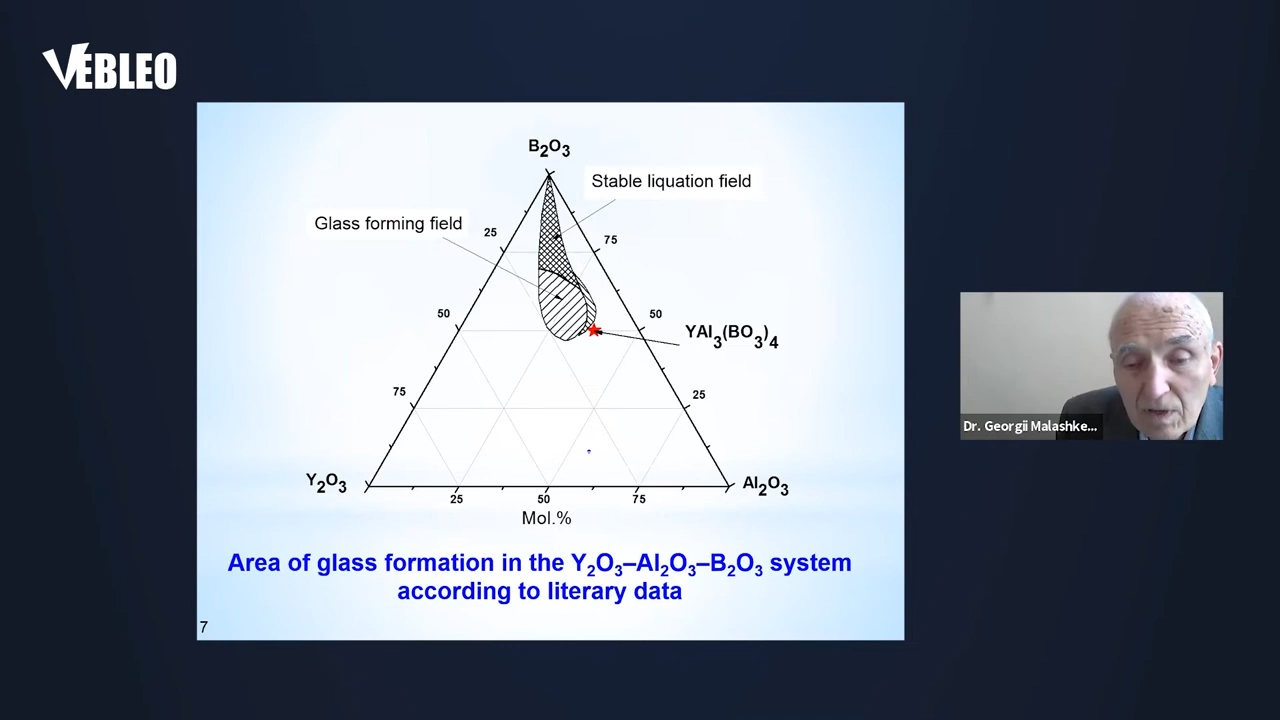 VEBLEO
B2O3
Stable liquation field
Glass forming field
25
75
50
50
YAl3(BO3)4
75
25
Y2O3
Al2O3
25
50
75
Mol.%
Area of glass formation in the Y2O3–Al2O3–B2O3 system
according to literary data
7
Dr. Georgii Malashke...